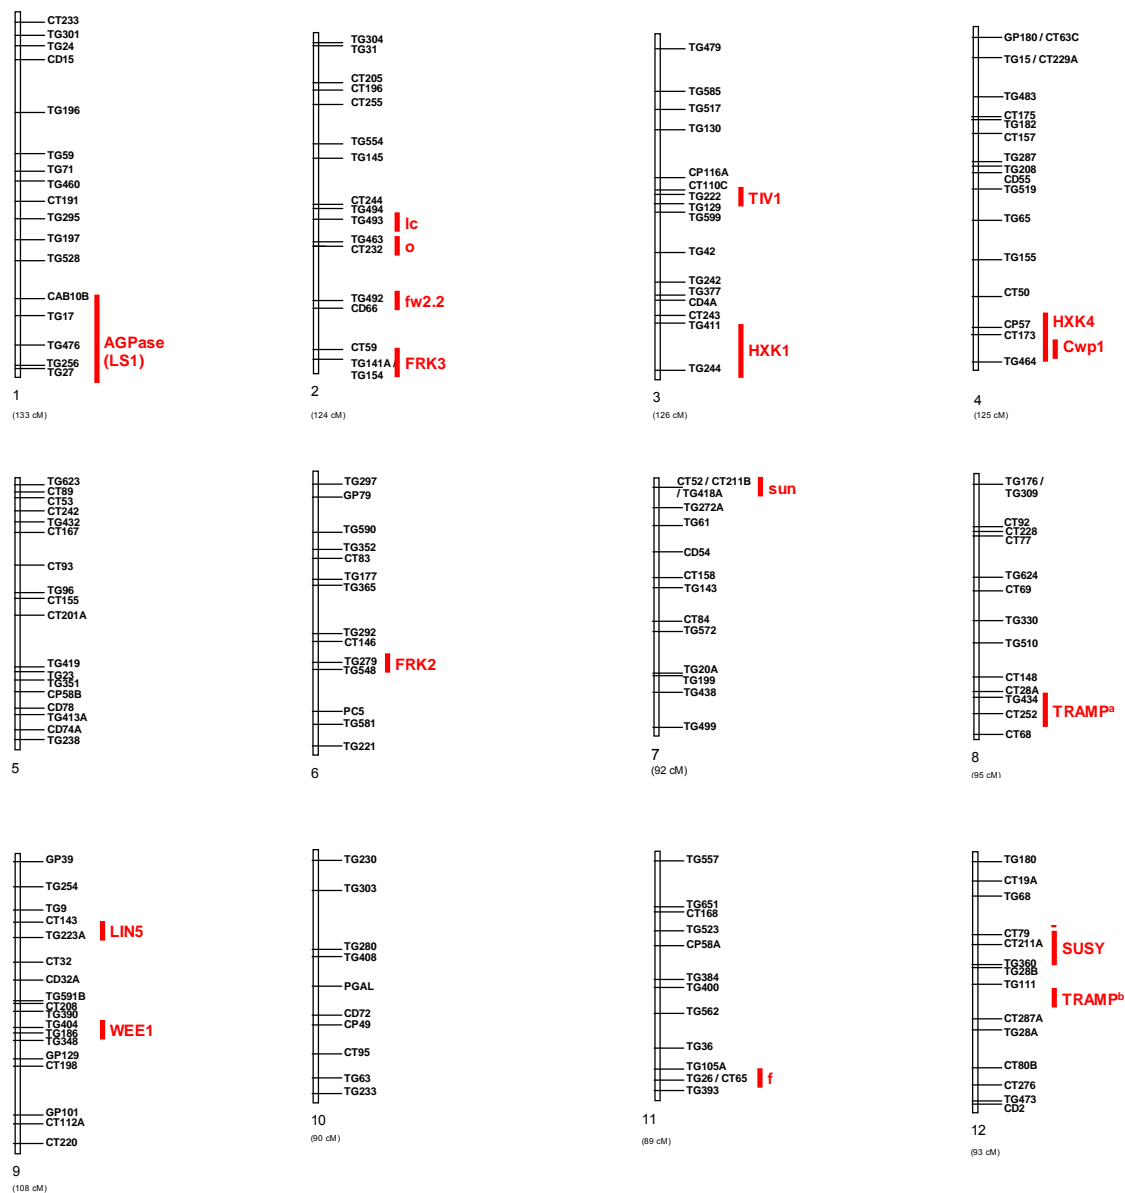 CT233
TG301
TG24
CD15
TG196
TG59
TG71
TG460
CT191
TG295
TG197
TG528
CAB10B
TG17
TG476
TG256
TG27
AGPase
(LS1)
1
(133 cM)
TG304
TG31
CT205
CT196
CT255
TG554
TG145
CT244
TG494
TG493
lc
TG463
CT232
o
TG492
CD66
fw2.2
CT59
TG141A
TG154
FRK3
2
(124 cM)
TG479
TG585
TG517
TG130
CP116A
CT110C
TG222
TG129
TG599
TIV1
TG42
TG242
TG377
CD4A
CT243
TG411
TG244
HXK1
3
(126 cM)
GP180 / CT63C
TG15 / CT229A
TG483
CT175
TG182
CT157
TG287
TG208
CD55
TG519
TG65
TG155
CT50
CP57
CT173
TG464
HXK4
Cwp1
4
(125 cM)
TG623
CT89
CT53
CT242
TG432
CT167
CT93
TG96
CT155
CT201A
TG419
TG23
TG351
CP58B
CD78
TG413A
CD74A
TG238
5
TG297
GP79
TG590
TG352
CT83
TG177
TG365
TG292
CT146
TG279
TG548
FRK2
PC5
TG581
TG221
6
CT52 / CT211B
/ TG418A
sun
TG272A
TG61
CD54
CT158
TG143
CT84
TG572
TG20A
TG199
TG438
TG499
7
(92 cM)
TG176 /
TG309
CT92
CT228
CT77
TG624
CT69
TG330
TG510
CT148
CT28A
TG434
CT252
CT68
TRAMPᵃ
8
(95 cM)
GP39
TG254
TG9
CT143
TG223A
LIN5
CT32
CD32A
TG591B
CT208
TG390
TG404
TG186
TG348
WEE1
GP129
CT198
GP101
CT112A
CT220
9
(108 cM)
TG230
TG303
TG280
TG408
PGAL
CD72
CP49
CT95
TG63
TG233
10
(90 cM)
TG557
TG651
CT168
TG523
CP58A
TG384
TG400
TG562
TG36
TG105A
TG26 / CT65
TG393
f
11
(89 cM)
TG180
CT19A
TG68
CT79
CT211A
TG360
TG28B
TG111
SUSY
TRAMPᵇ
CT287A
TG28A
CT80B
CT276
TG473
CD2
12
(93 cM)